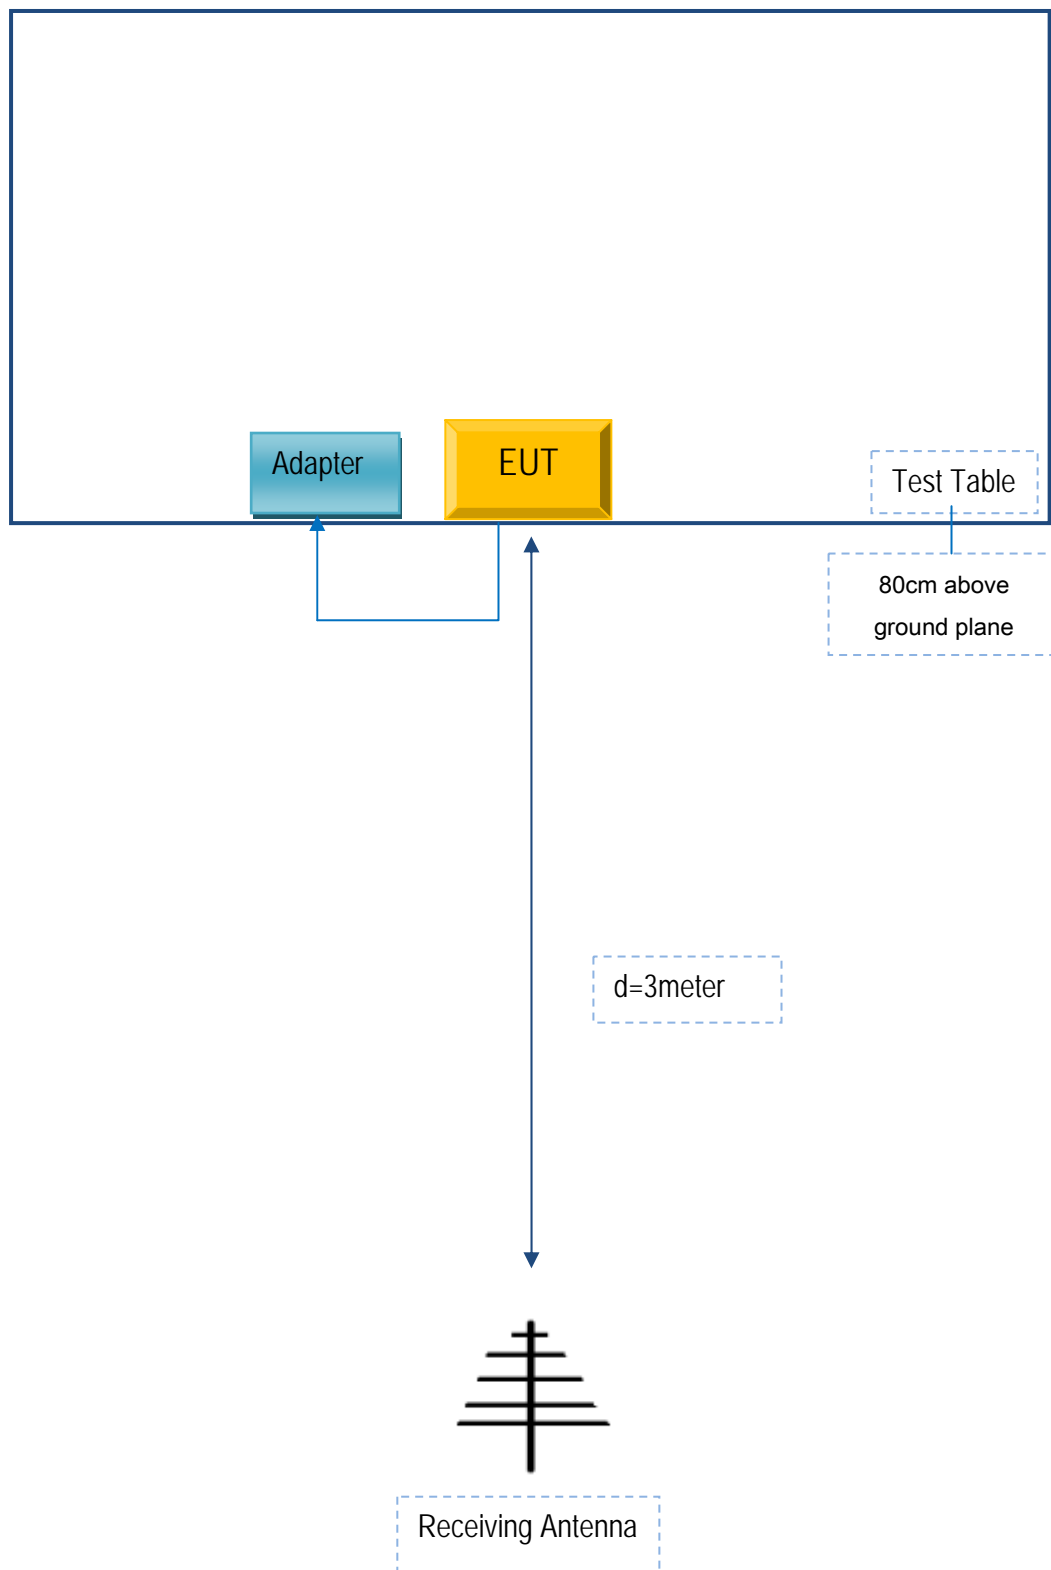 Adapter
EUT
Test Table
80cm above
ground plane
d=3meter
Receiving Antenna